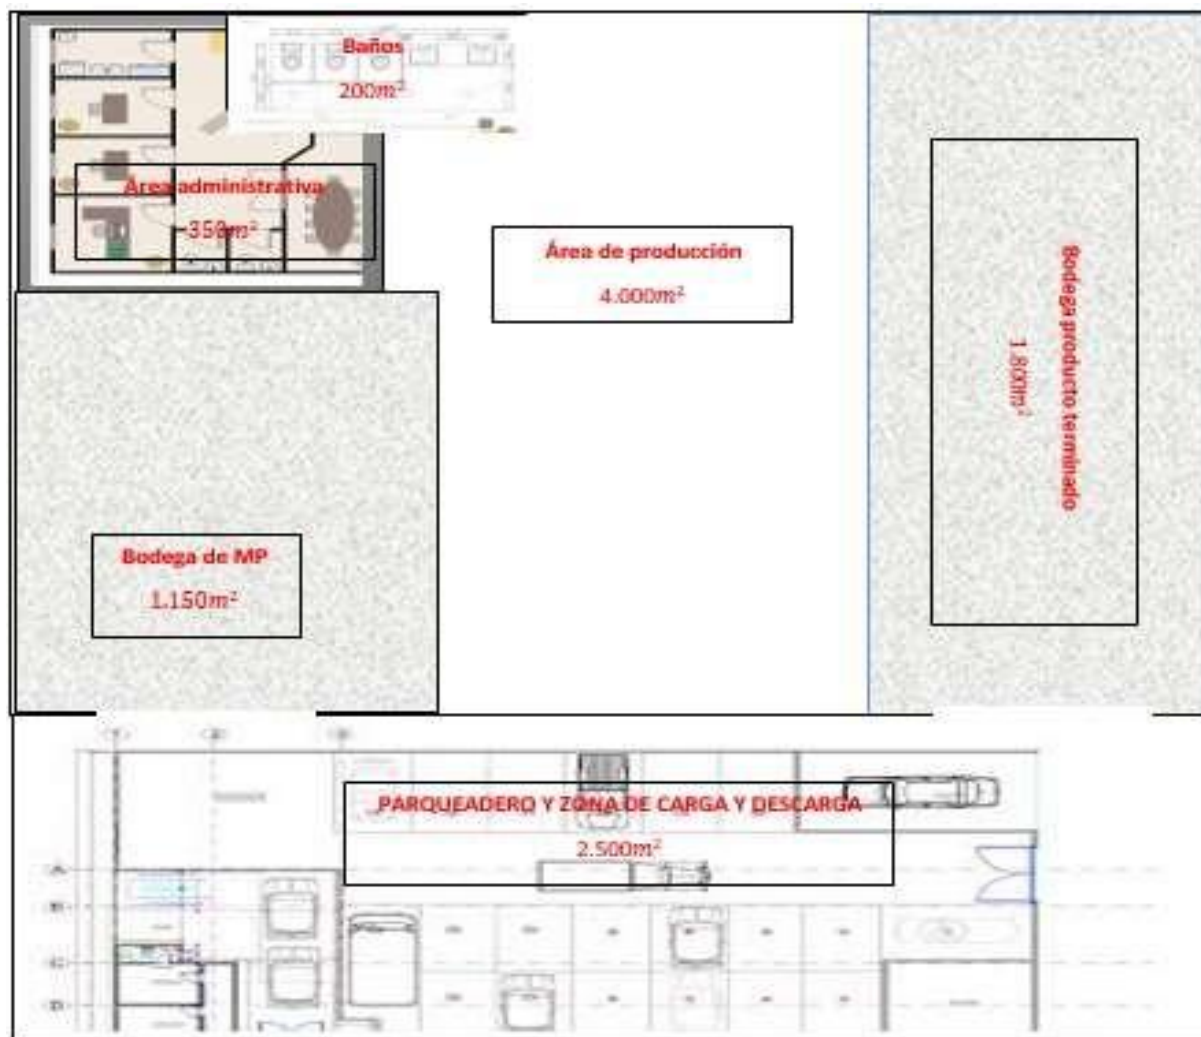 Baños
200m²
Área administrativa
350m²
Área de producción
4.000m²
Bodega producto terminado
1.800m²
Bodega de MP
1.150m²
PARQUEADERO Y ZONA DE CARGA Y DESCARGA
2.500m²
A
B
C
D